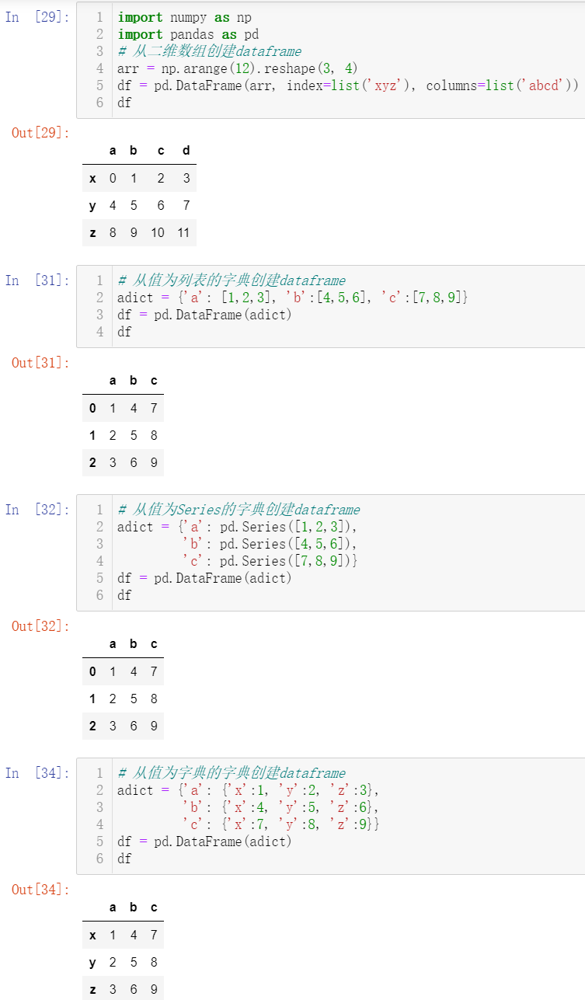 In [29]:
1 import numpy as np
2 import pandas as pd
3 # 从二维数组创建dataframe
4 arr = np.arange(12).reshape(3, 4)
5 df = pd.DataFrame(arr, index=list('xyz'), columns=list('abcd'))
6 df
Out[29]:
a b c d
x 0 1 2 3
y 4 5 6 7
z 8 9 10 11
In [31]:
1 # 从值为列表的字典创建dataframe
2 adict = {'a': [1,2,3], 'b':[4,5,6], 'c':[7,8,9]}
3 df = pd.DataFrame(adict)
4 df
Out[31]:
a b c
0 1 4 7
1 2 5 8
2 3 6 9
In [32]:
1 # 从值为Series的字典创建dataframe
2 adict = {'a': pd.Series([1,2,3]),
3 'b': pd.Series([4,5,6]),
4 'c': pd.Series([7,8,9])}
5 df = pd.DataFrame(adict)
6 df
Out[32]:
a b c
0 1 4 7
1 2 5 8
2 3 6 9
In [34]:
1 # 从值为字典的字典创建dataframe
2 adict = {'a': {'x':1, 'y':2, 'z':3},
3 'b': {'x':4, 'y':5, 'z':6},
4 'c': {'x':7, 'y':8, 'z':9}}
5 df = pd.DataFrame(adict)
6 df
Out[34]:
a b c
x 1 4 7
y 2 5 8
z 3 6 9